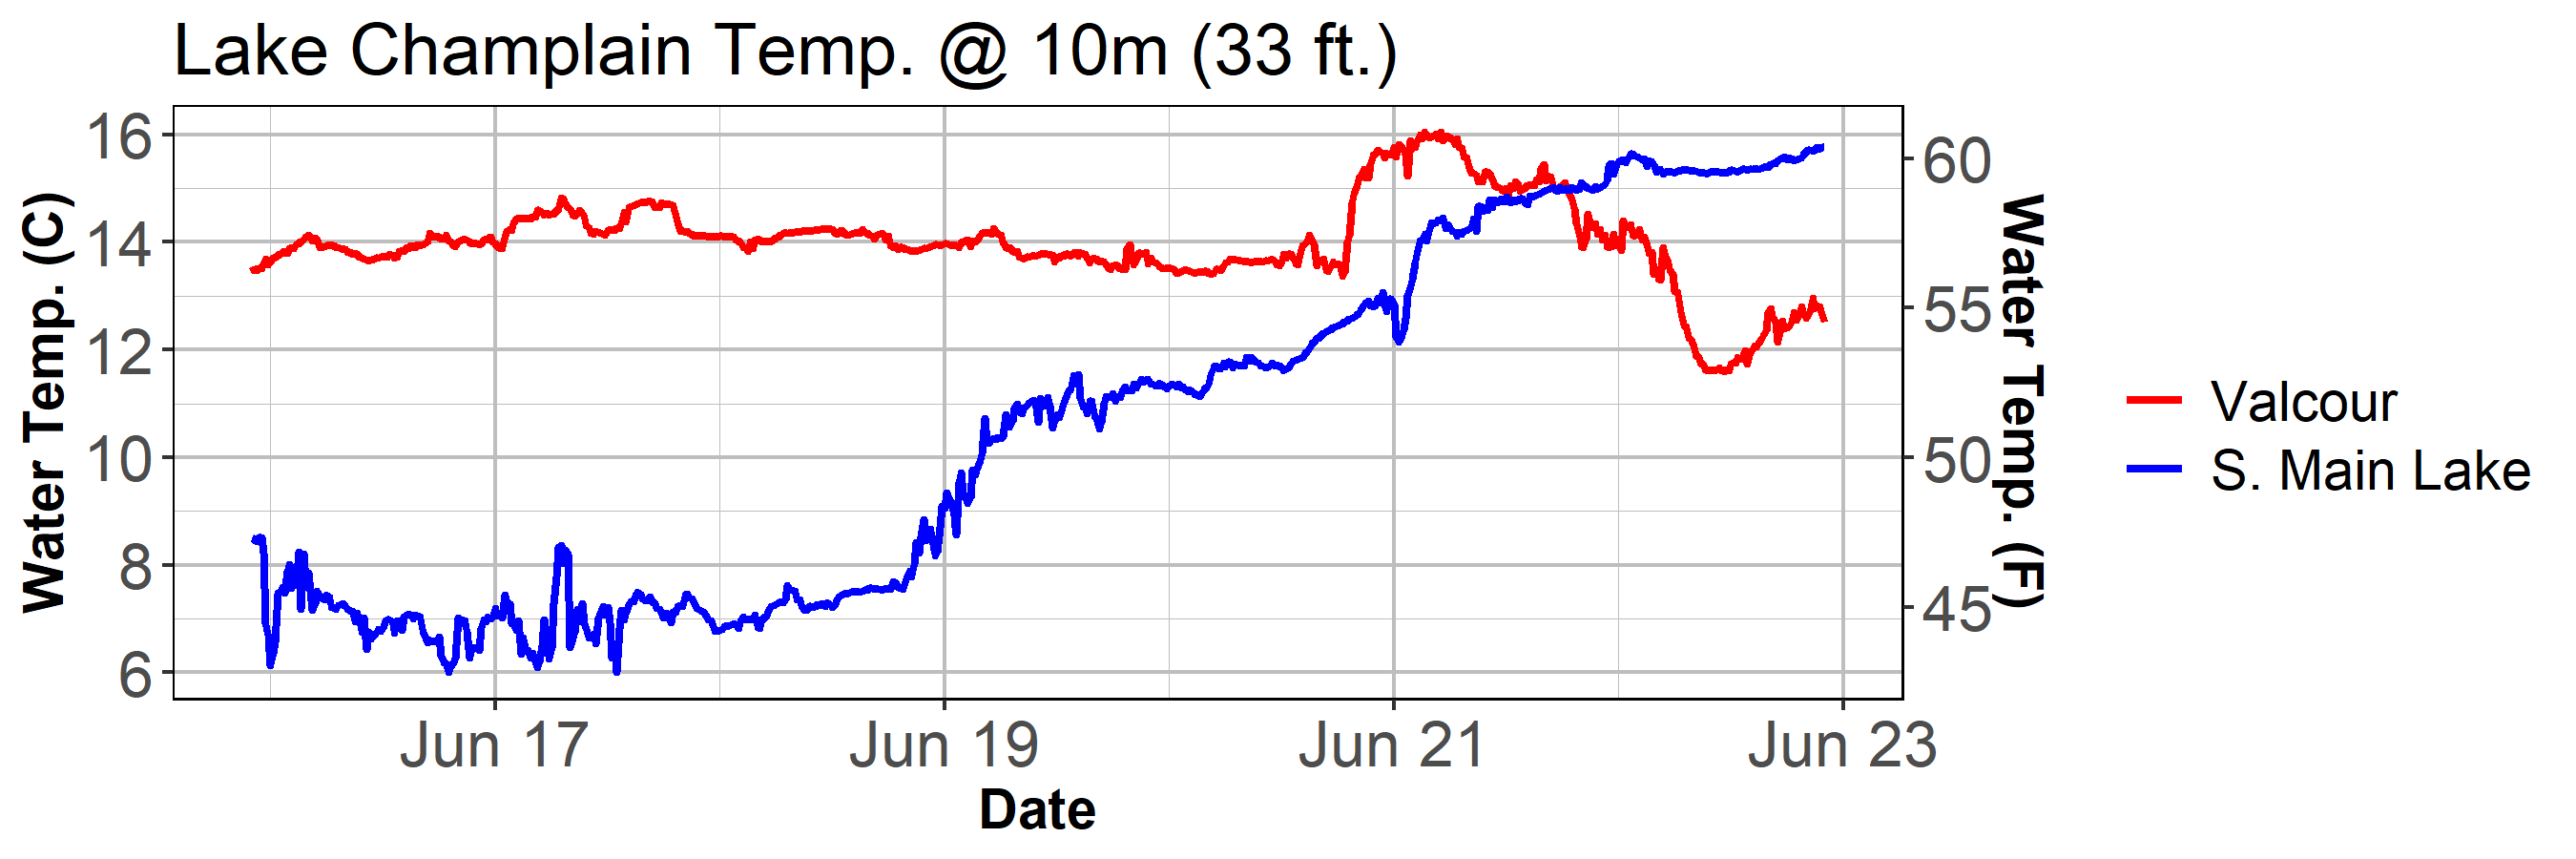 Lake Champlain Temp. @ 10m (33 ft.)
Water Temp. (C)
16
14
12
10
8
6
60
55
50
45
Water Temp. (F)
Jun 17
Jun 19
Jun 21
Jun 23
Date
Valcour
S. Main Lake